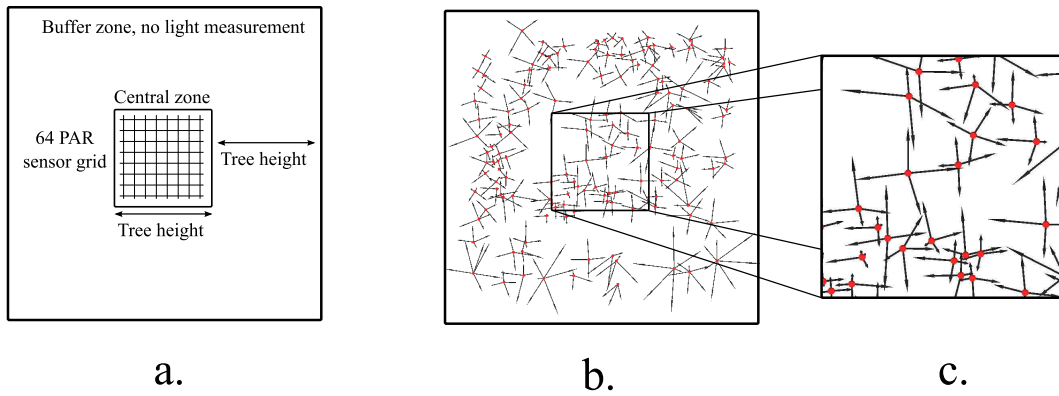 Buffer zone, no light measurement
Central zone
64 PAR
sensor grid
Tree height
Tree height
a.
b.
c.